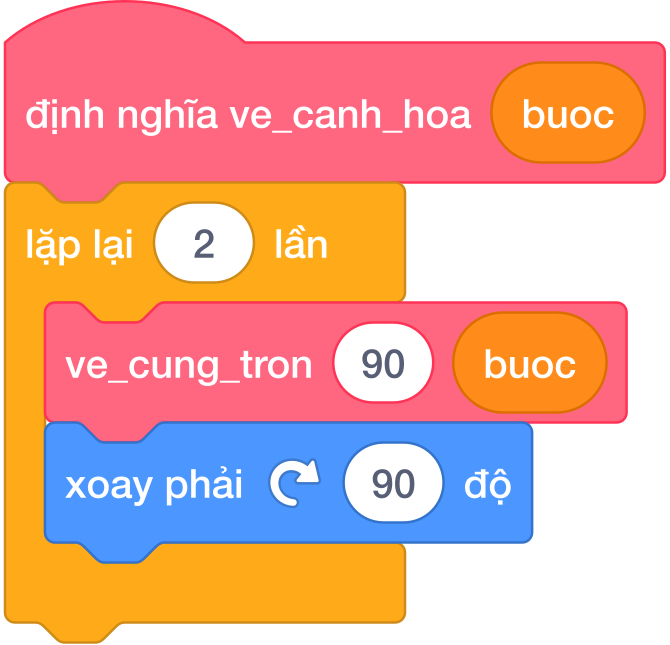 định nghĩa ve_canh_hoa buoc
lặp lại 2 lần
ve_cung_tron 90 buoc
xoay phải 90 độ